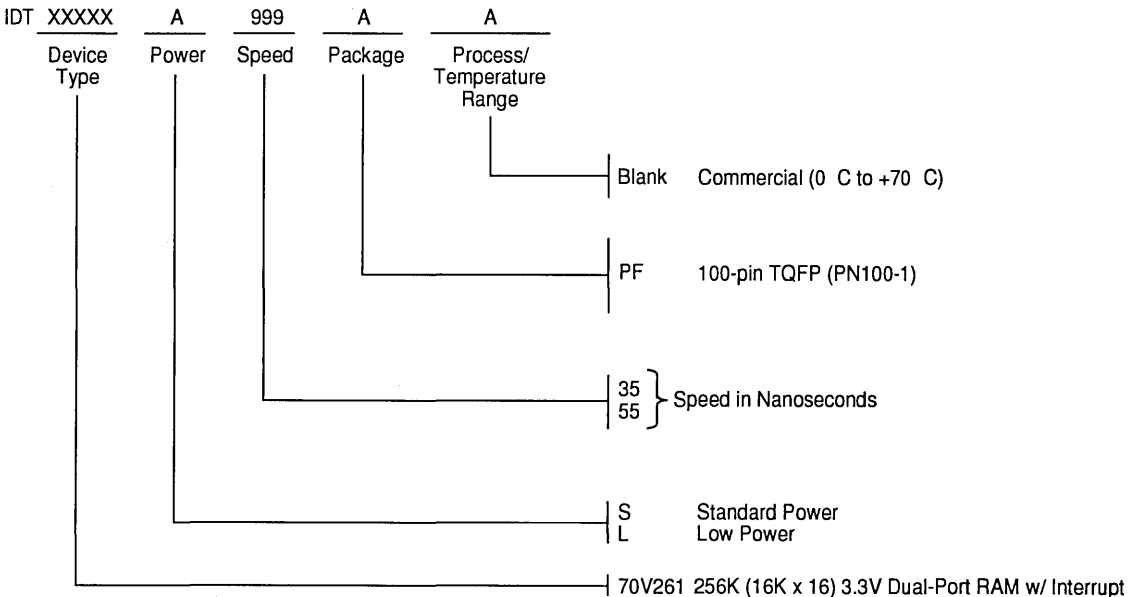 IDT XXXXX A 999 A A
Device Type Power Speed Package Process/ Temperature Range
Blank Commercial (0 C to +70 C)
PF 100-pin TQFP (PN100-1)
35
55
Speed in Nanoseconds
S Standard Power
L Low Power
70V261 256K (16K x 16) 3.3V Dual-Port RAM w/ Interrupt